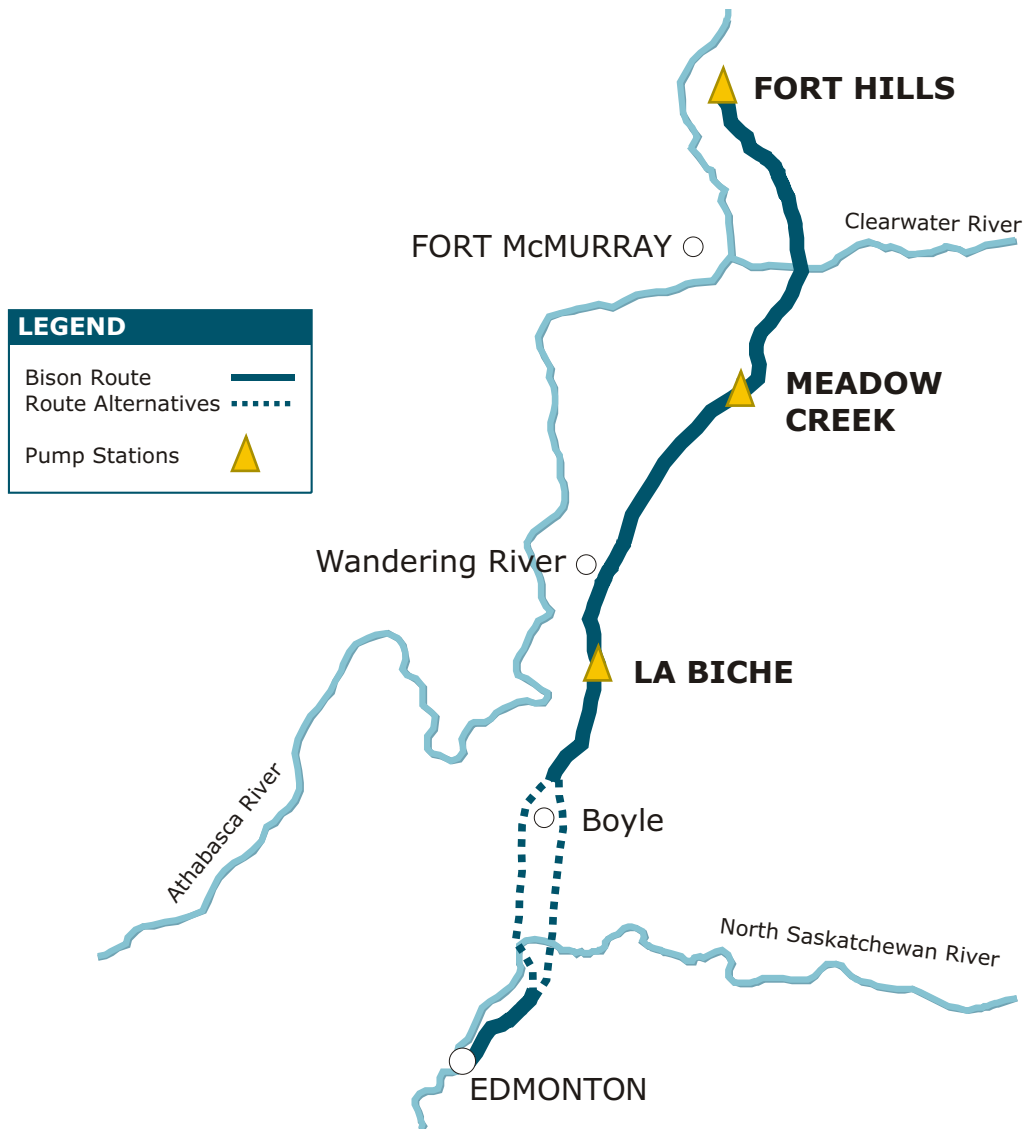 FORT HILLS
Clearwater River
FORT McMURRAY
LEGEND
Bison Route
Route Alternatives
Pump Stations
MEADOW
CREEK
Wandering River
LA BICHE
Athabasca River
Boyle
North Saskatchewan River
EDMONTON